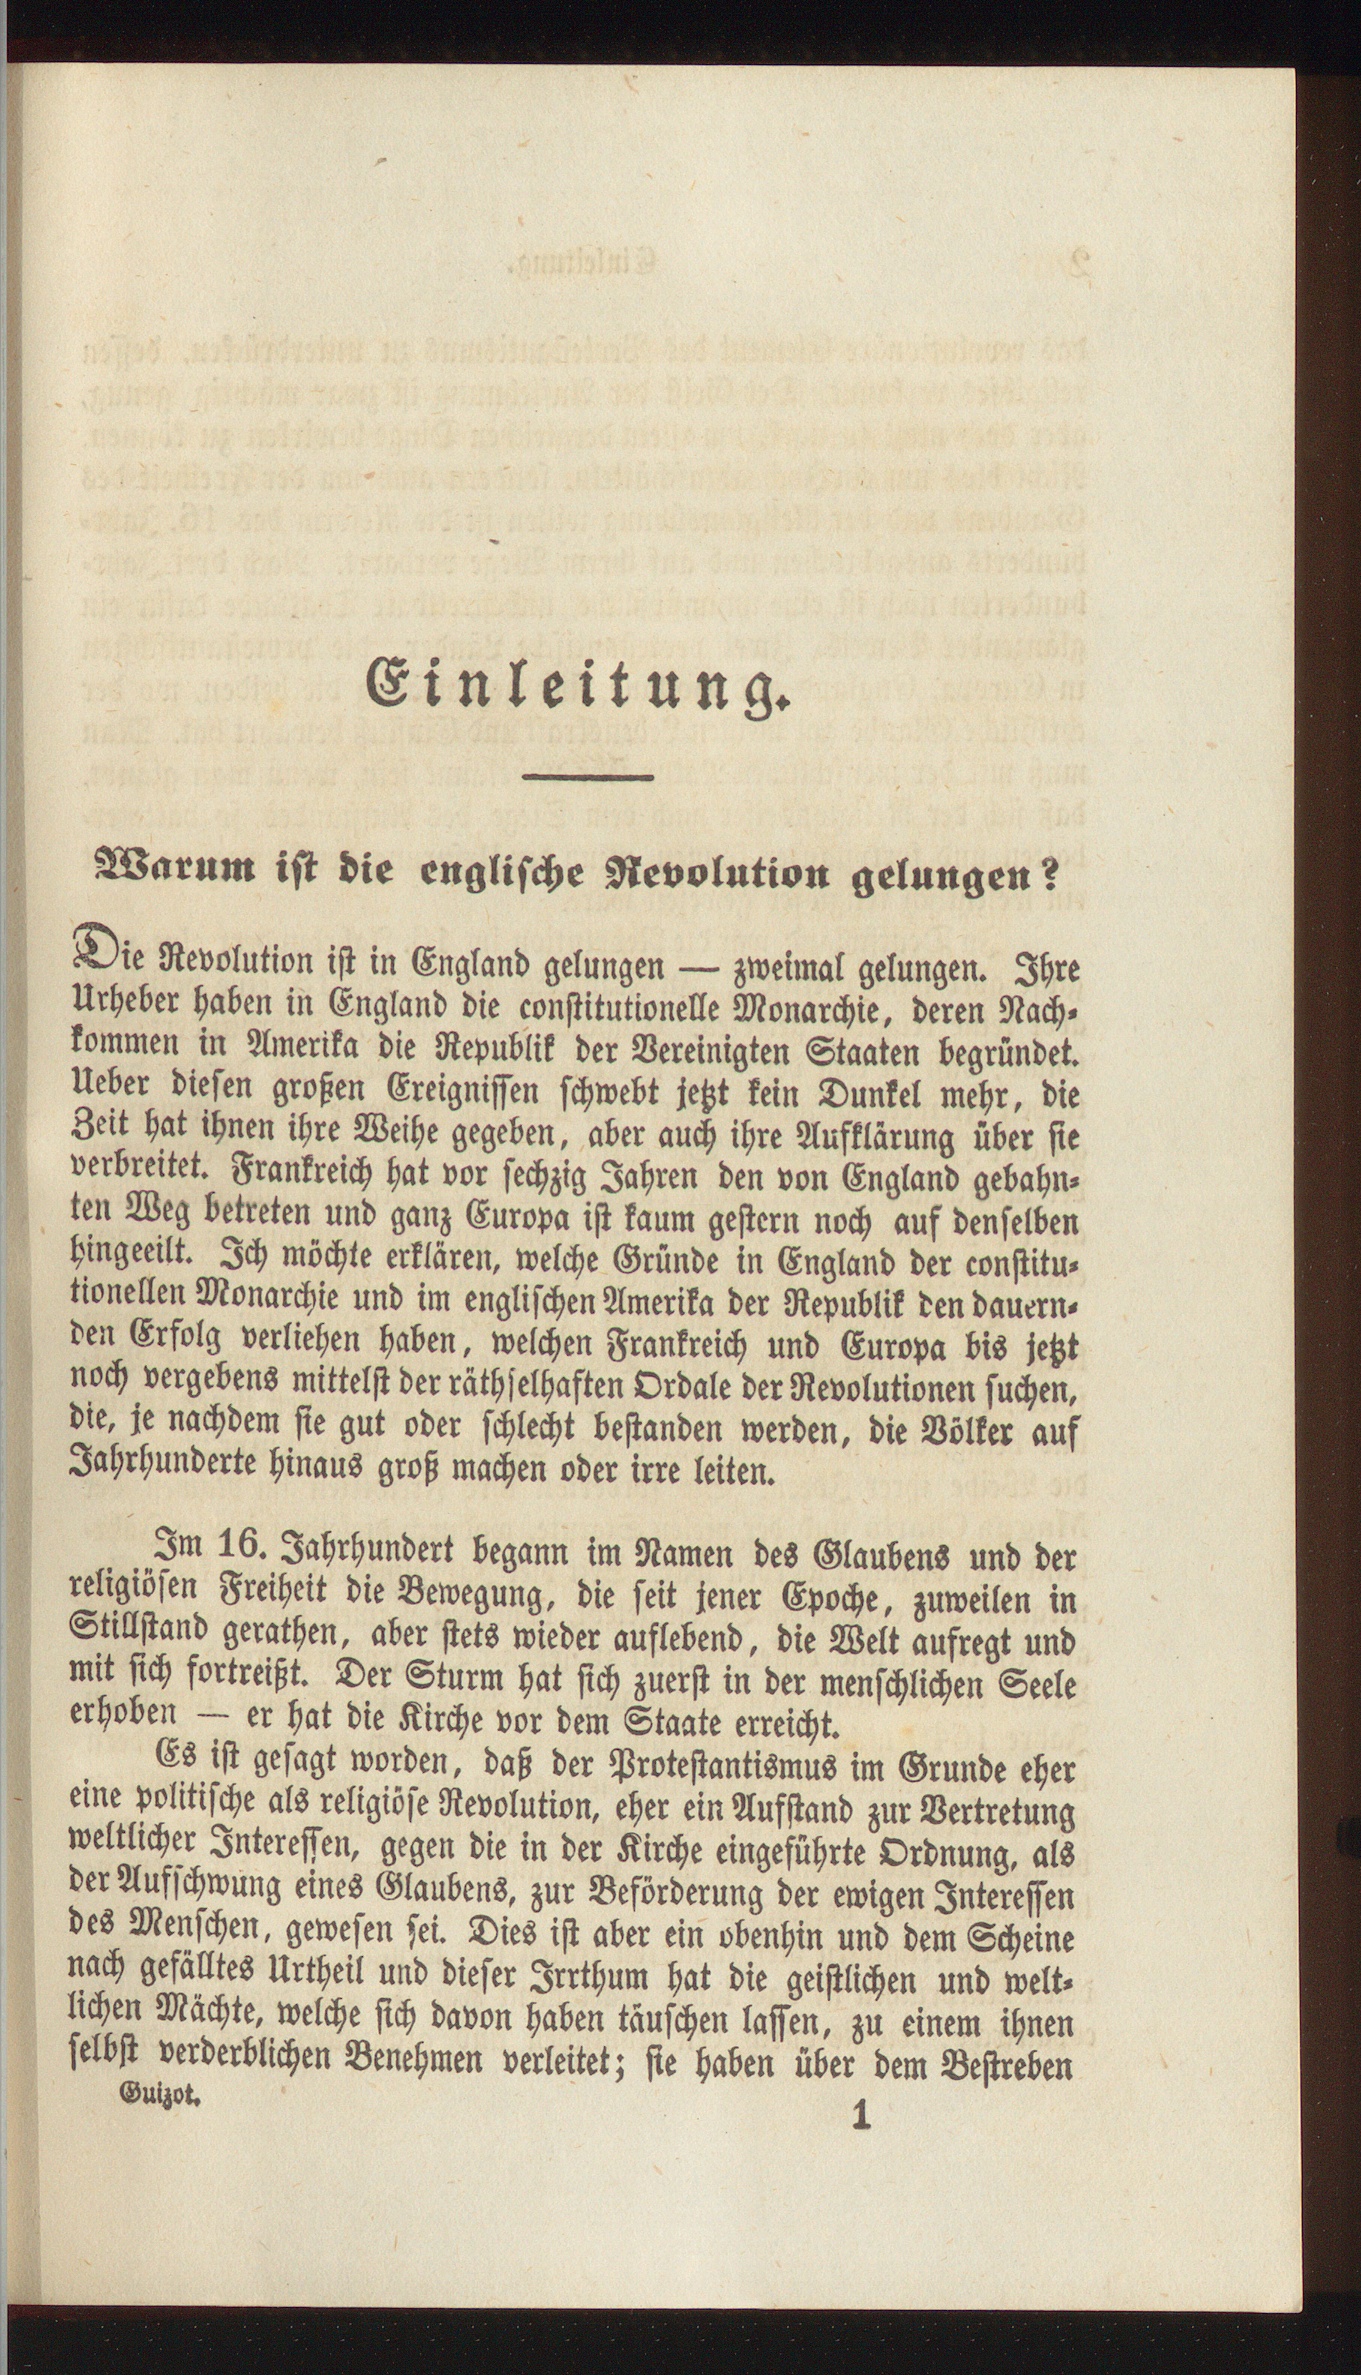 Einleitung.
Warum ist die englische Revolution gelungen?
Die Revolution ist in England gelungen — zweimal gelungen. Ihre
Urheber haben in England die constitutionelle Monarchie, deren Nach-
kommen in Amerika die Republik der Vereinigten Staaten begründet.
Ueber diesen großen Ereignissen schwebt jetzt kein Dunkel mehr, die
Zeit hat ihnen ihre Weihe gegeben, aber auch ihre Aufklärung über sie
verbreitet. Frankreich hat vor sechzig Jahren den von England gebahn-
ten Weg betreten und ganz Europa ist kaum gestern noch auf denselben
hingeeilt. Ich möchte erklären, welche Gründe in England der constitu-
tionellen Monarchie und im englischen Amerika der Republik den dauern-
den Erfolg verliehen haben, welchen Frankreich und Europa bis jetzt
noch vergebens mittelst der räthselhaften Ordale der Revolutionen suchen,
die, je nachdem sie gut oder schlecht bestanden werden, die Völker auf
Jahrhunderte hinaus groß machen oder irre leiten.
Im 16. Jahrhundert begann im Namen des Glaubens und der
religiösen Freiheit die Bewegung, die seit jener Epoche, zuweilen in
Stillstand gerathen, aber stets wieder auflebend, die Welt aufregt und
mit sich fortreißt. Der Sturm hat sich zuerst in der menschlichen Seele
erhoben — er hat die Kirche vor dem Staate erreicht.
Es ist gesagt worden, daß der Protestantismus im Grunde eher
eine politische als religiöse Revolution, eher ein Aufstand zur Vertretung
weltlicher Interessen, gegen die in der Kirche eingeführte Ordnung, als
der Aufschwung eines Glaubens, zur Beförderung der ewigen Interessen
des Menschen, gewesen sei. Dies ist aber ein obenhin und dem Scheine
nach gefälltes Urtheil und dieser Irrthum hat die geistlichen und welt-
lichen Mächte, welche sich davon haben täuschen lassen, zu einem ihnen
selbst verderblichen Benehmen verleitet; sie haben über dem Bestreben
Guizot.
1